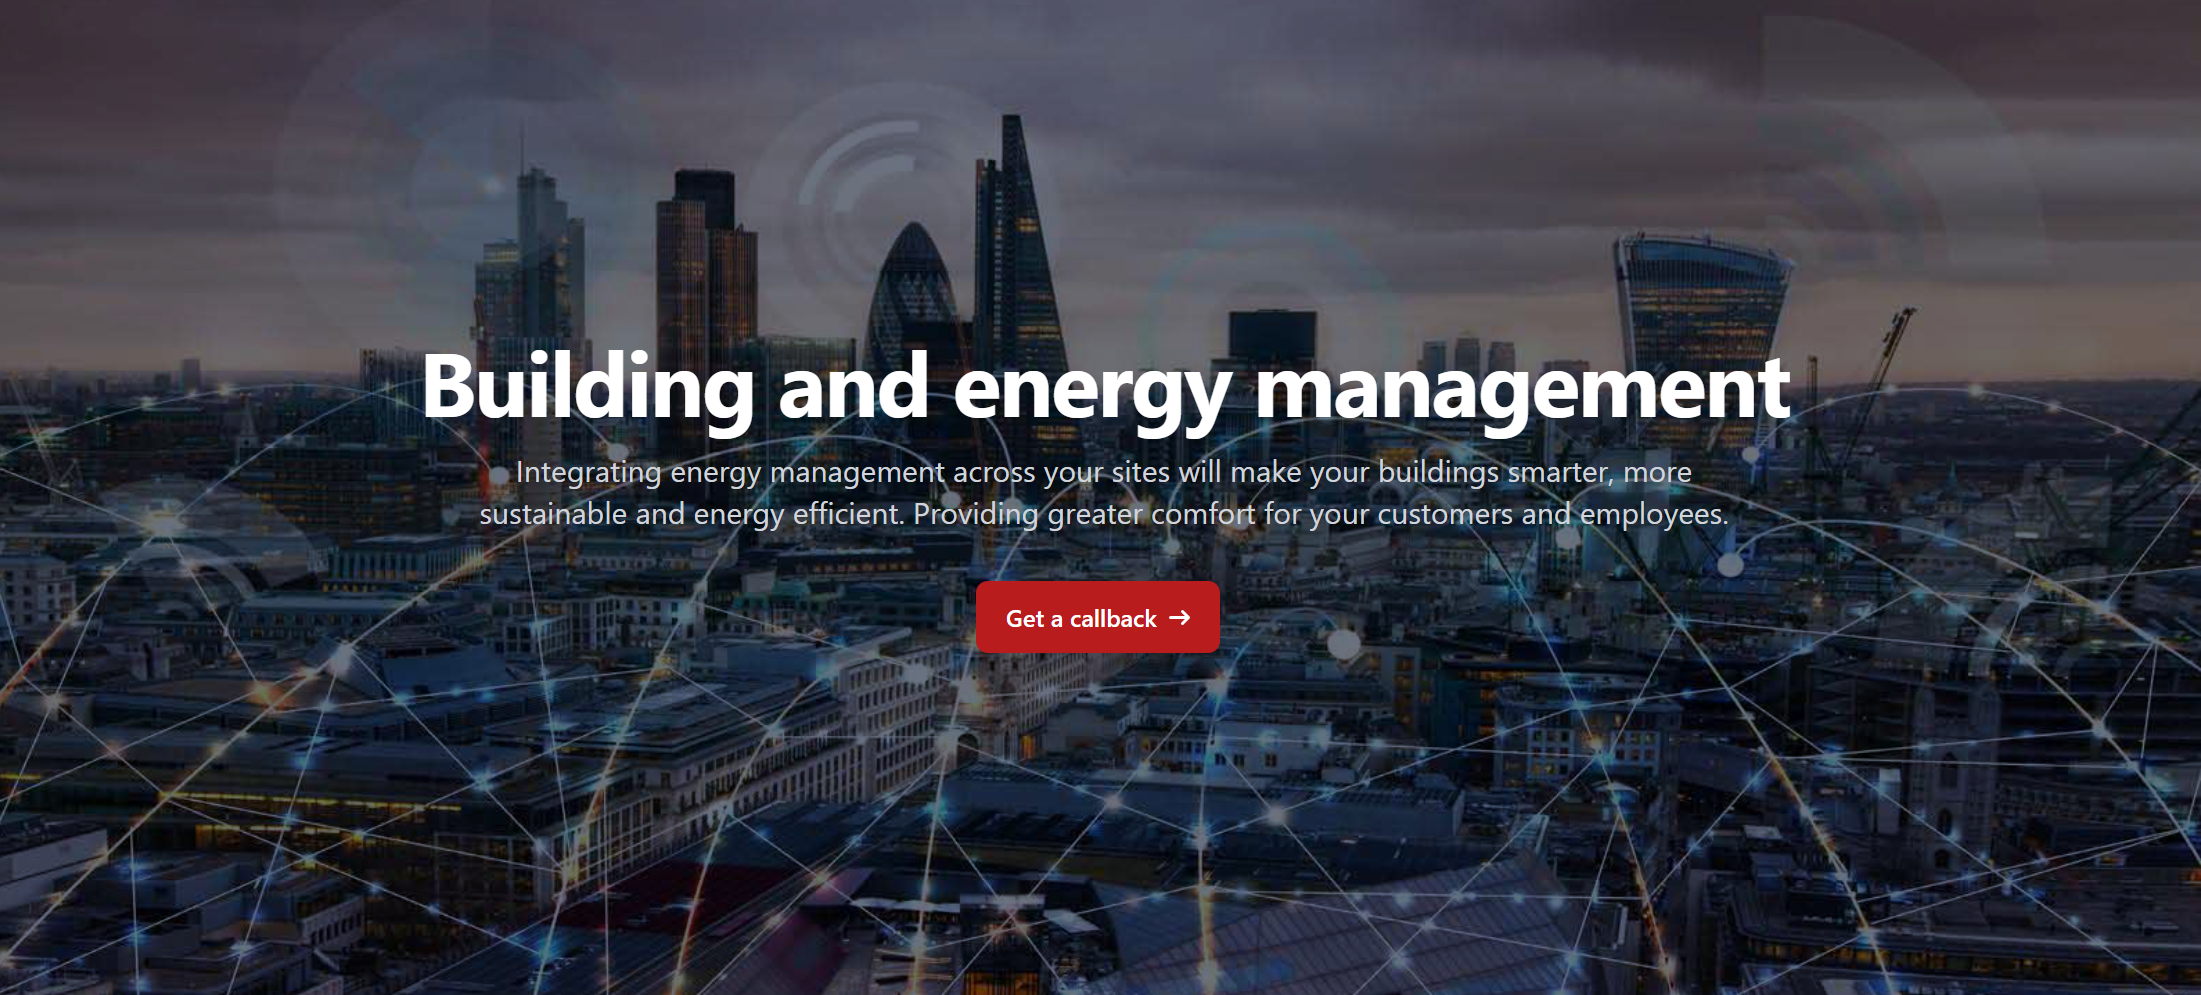 Building and energy management
Integrating energy management across your sites will make your buildings smarter, more
sustainable and energy efficient. Providing greater comfort for your customers and employees.
Get a callback →